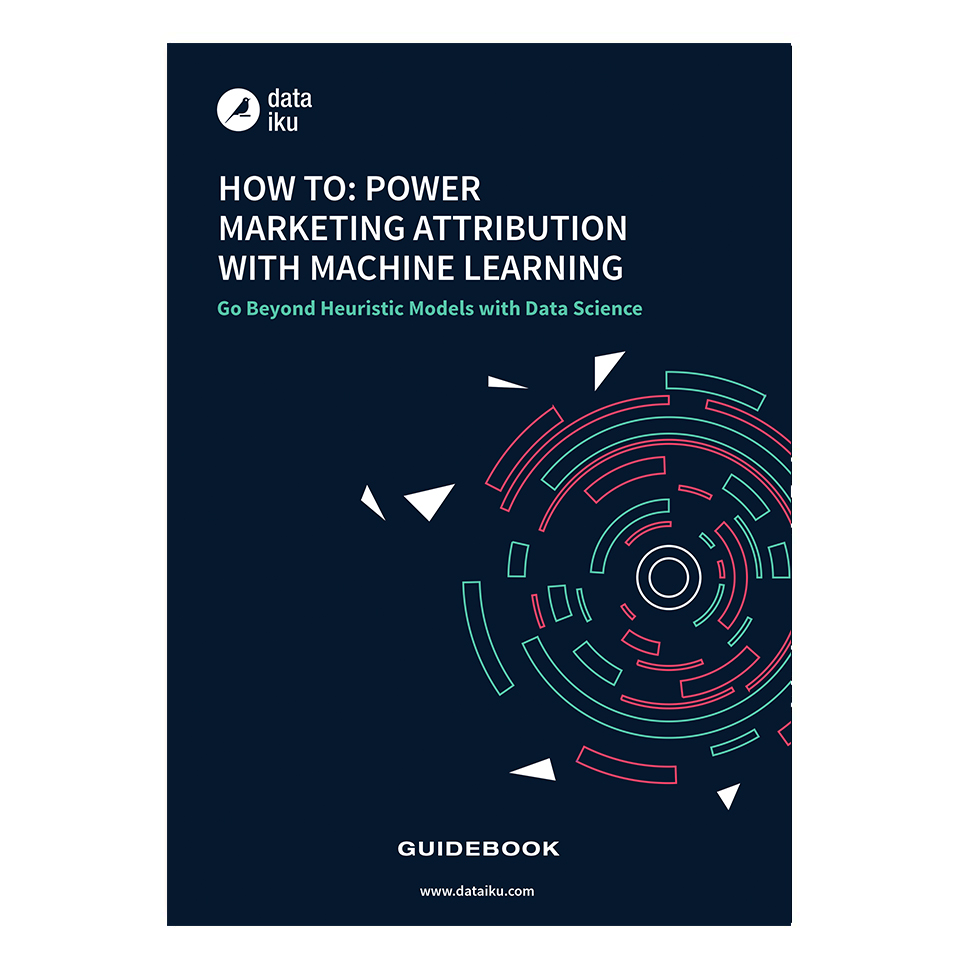 data
iku
HOW TO: POWER
MARKETING ATTRIBUTION
WITH MACHINE LEARNING
Go Beyond Heuristic Models with Data Science
GUIDEBOOK
www.dataiku.com